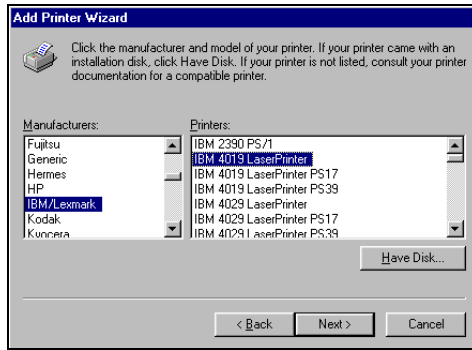 Add Printer Wizard
Click the manufacturer and model of your printer. If your printer came with an
installation disk, click Have Disk. If your printer is not listed, consult your printer
documentation for a compatible printer.
Manufacturers:
Printers:
Fujitsu
Generic
Hermes
HP
IBM/Lexmark
Kodak
Kyocera
IBM 2390 PS/1
IBM 4019 LaserPrinter
IBM 4019 LaserPrinter PS17
IBM 4019 LaserPrinter PS39
IBM 4029 LaserPrinter
IBM 4029 LaserPrinter PS17
IBM 4029 LaserPrinter PS39
Have Disk...
< Back
Next >
Cancel